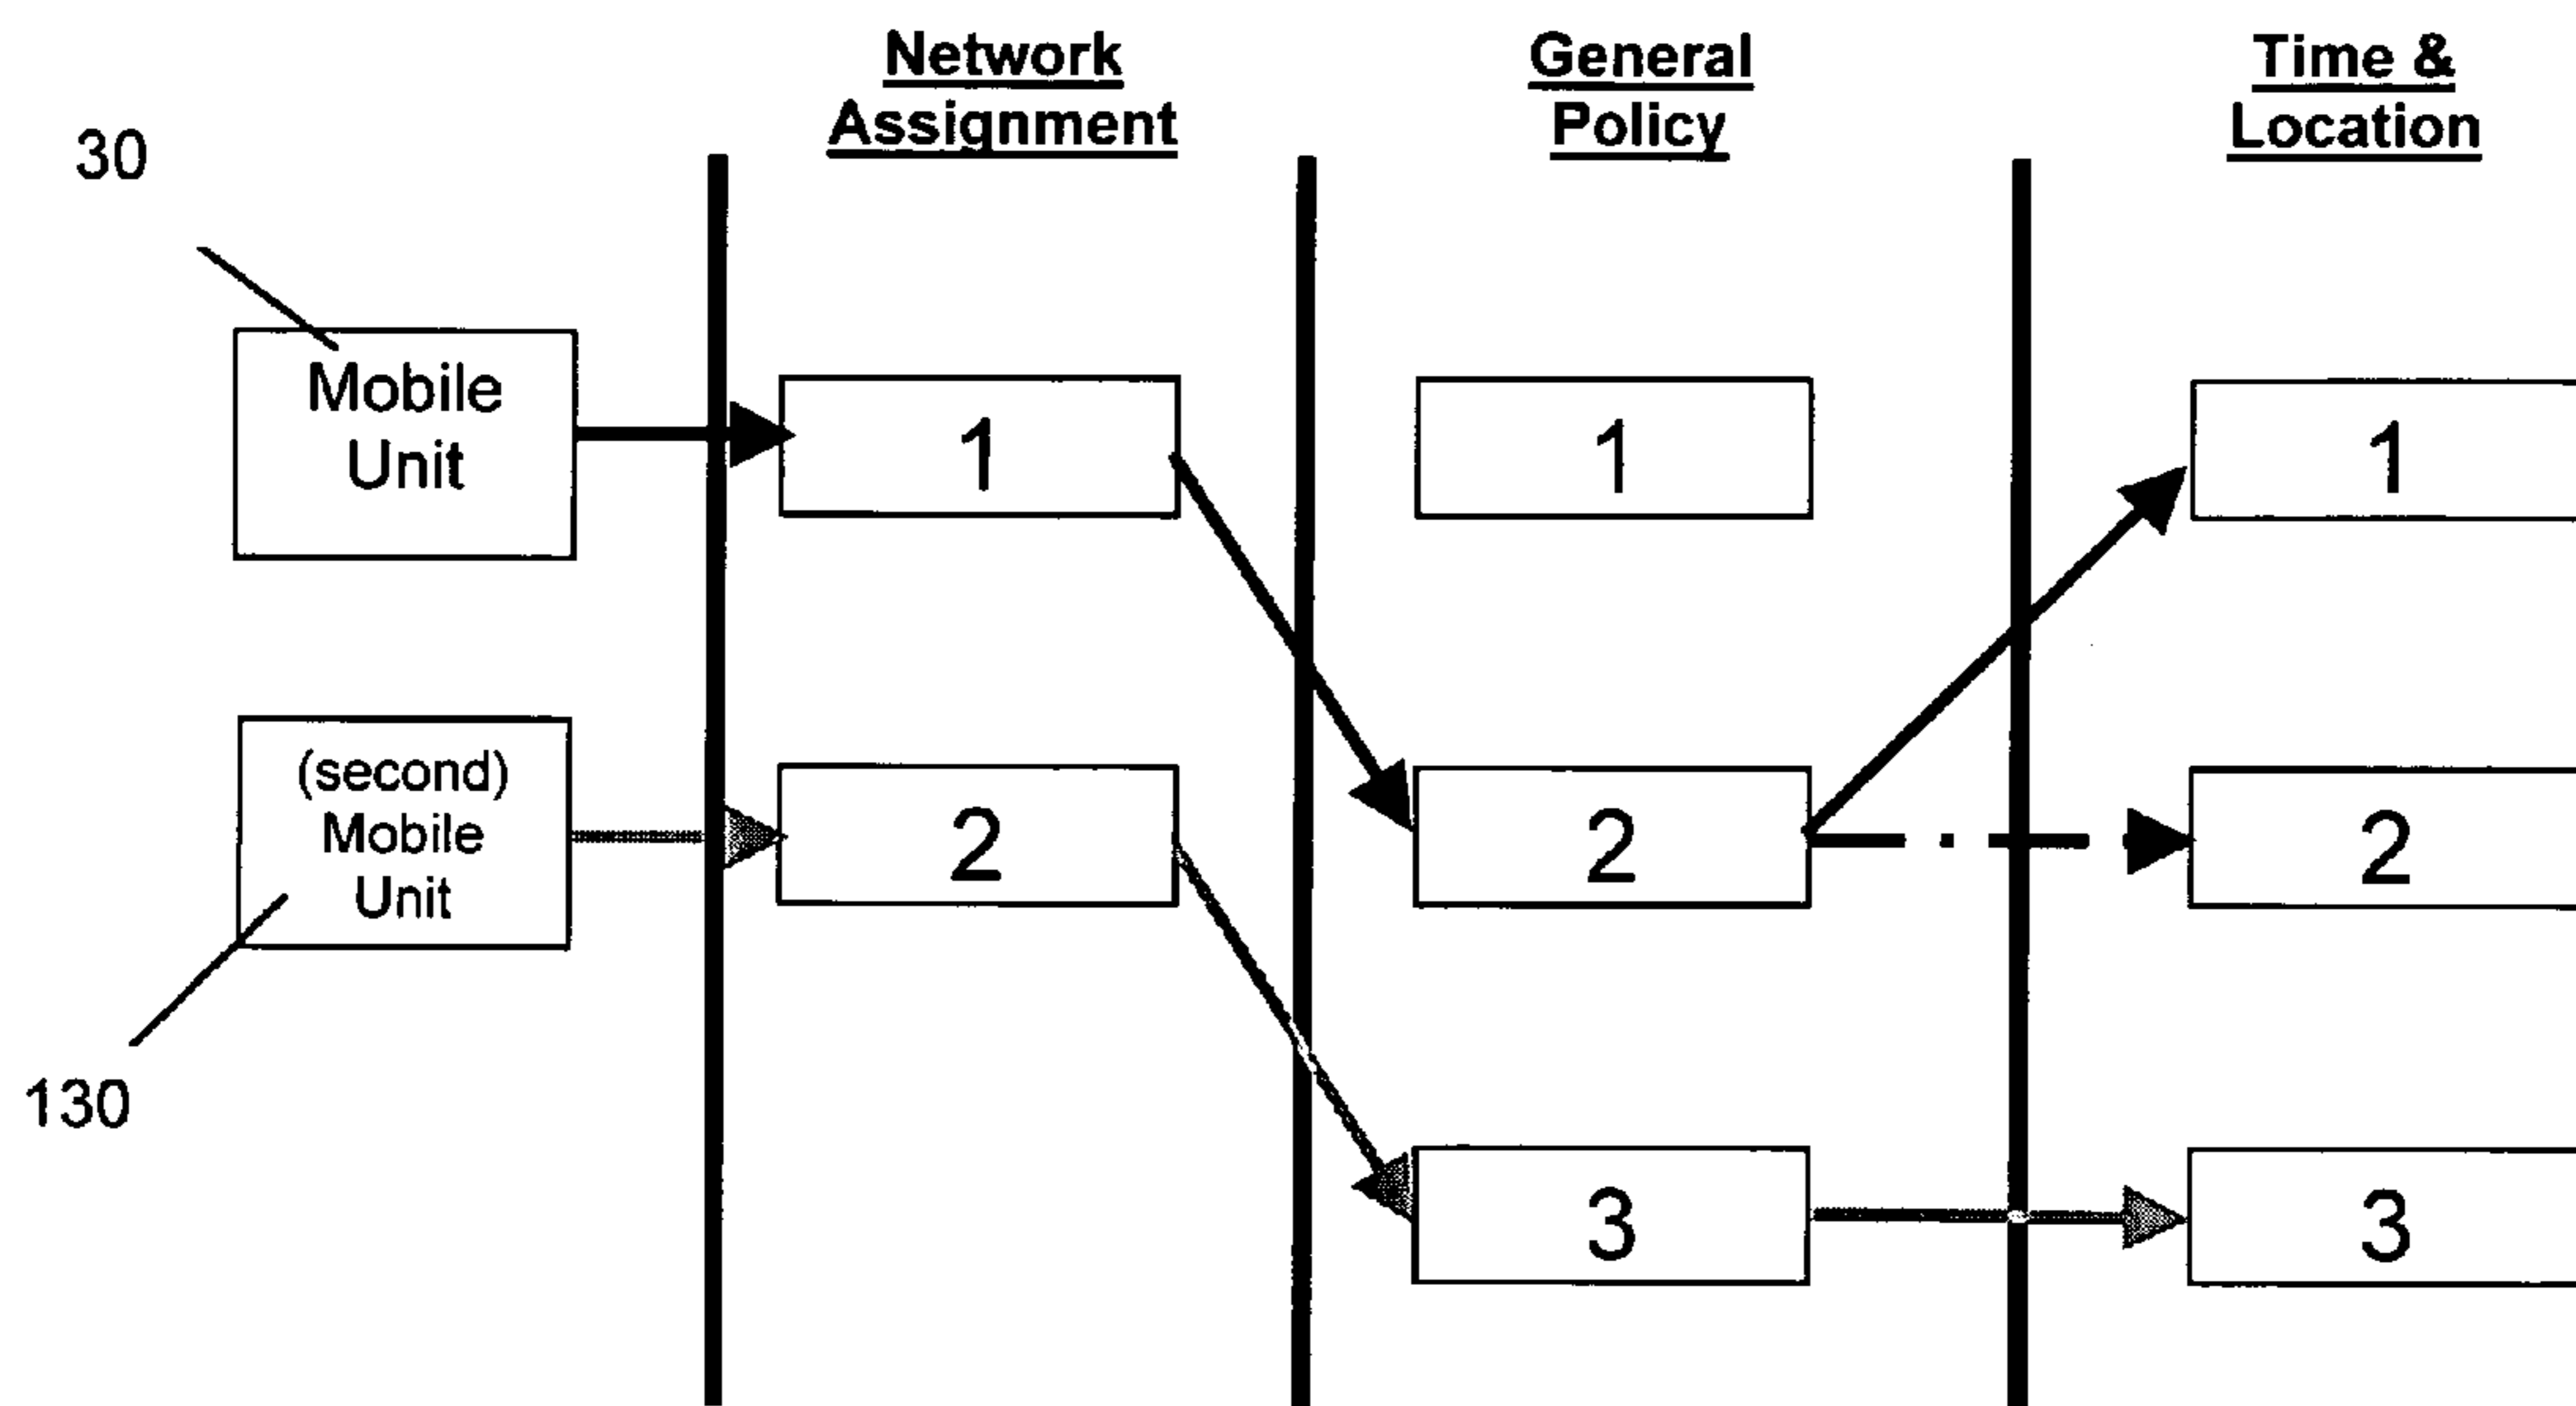 Network
Assignment
General
Policy
Time &
Location
30
Mobile
Unit
1
1
1
(second)
Mobile
Unit
2
2
2
130
3
3